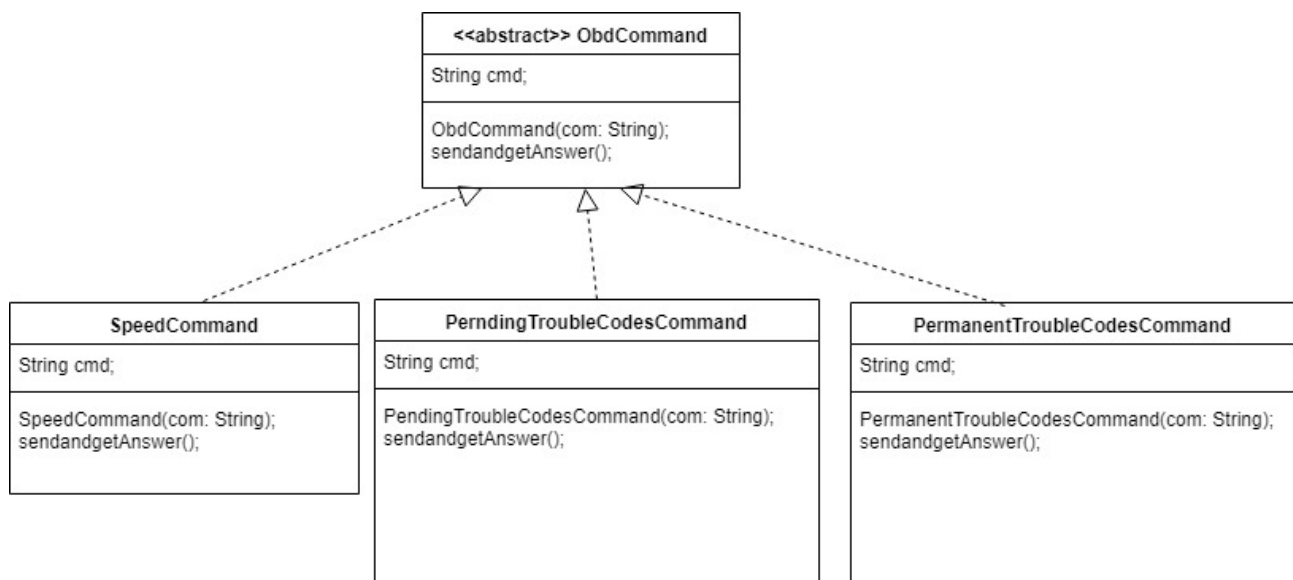 <<abstract>> ObdCommand
String cmd;
ObdCommand(com: String);
sendandgetAnswer();
SpeedCommand
String cmd;
SpeedCommand(com: String);
sendandgetAnswer();
PerndingTroubleCodesCommand
String cmd;
PendingTroubleCodesCommand(com: String);
sendandgetAnswer();
PermanentTroubleCodesCommand
String cmd;
PermanentTroubleCodesCommand(com: String);
sendandgetAnswer();